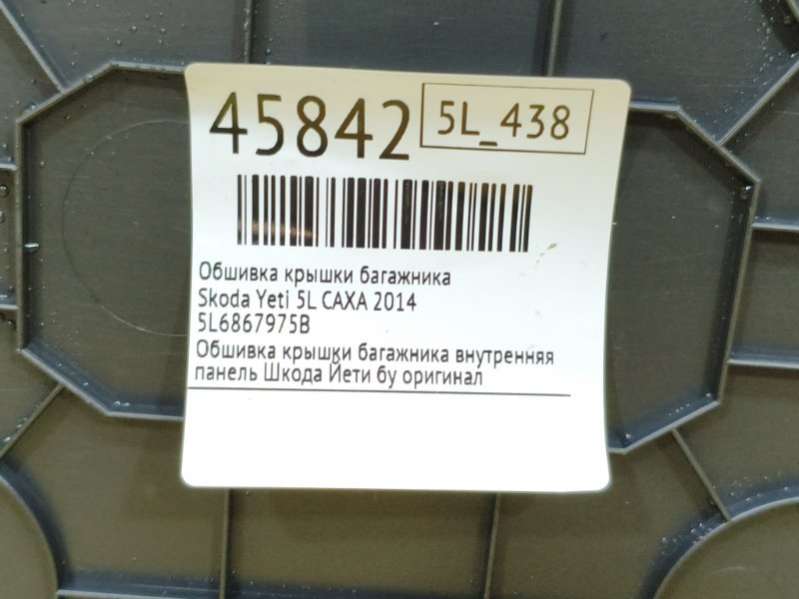 45842
5L_438
Обшивка крышки багажника
Skoda Yeti 5L CAXA 2014
5L6867975B
Обшивка крышки багажника внутренняя
панель Шкода Йети бу оригинал